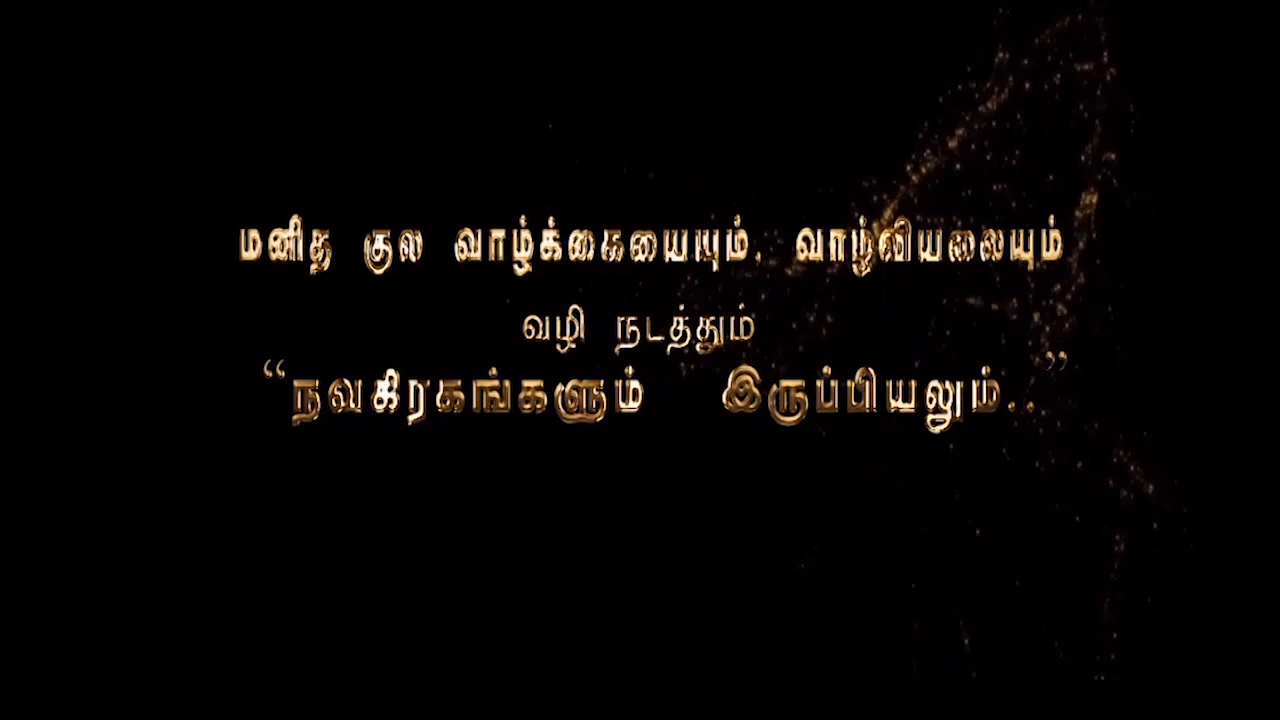 மனித குல வாழ்க்கையையும், வாழ்வியலையும்
வழி நடத்தும்
“நவகிரகங்களும் இருப்பியலும்..”